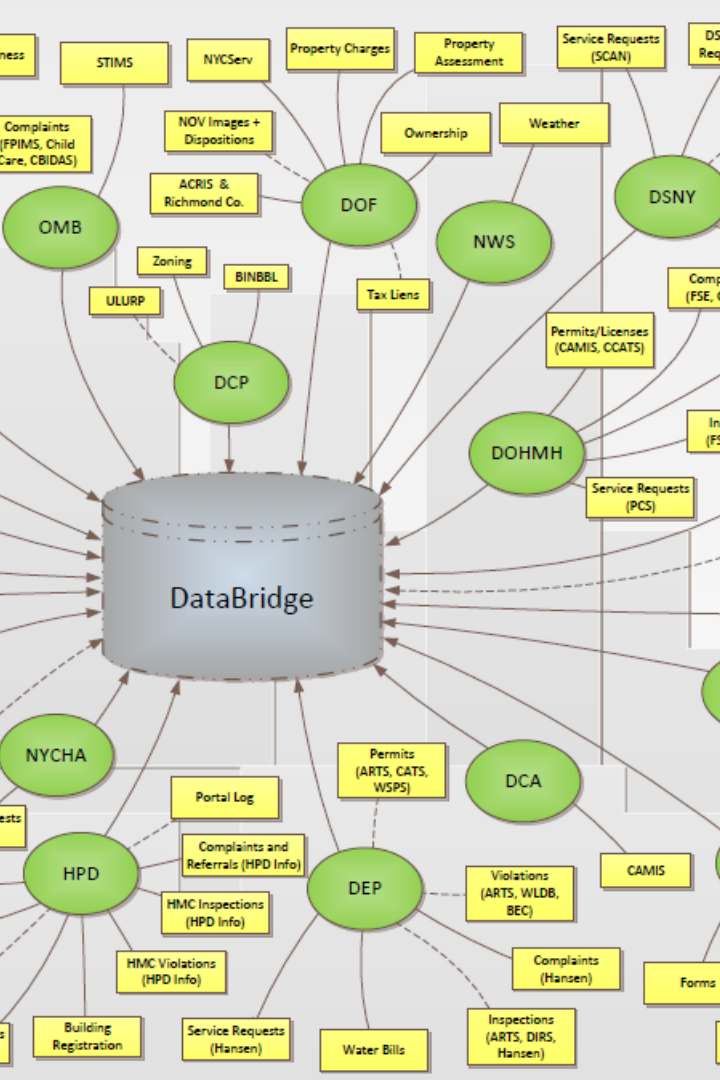 ness
STIMS
NYCServ
Property Charges
Property
Assessment
Service Requests
(SCAN)
DS
Req
Complaints
(FPIMS, Child
Care, CBIDAS)
NOV Images +
Dispositions
Ownership
Weather
ACRIS &
Richmond Co.
OMB
DOF
NWS
DSNY
Zoning
BINBBL
ULURP
Tax Liens
Comp
(FSE, C
Permits/Licenses
(CAMIS, CCATS)
DCP
DOHMH
In
(FS
Service Requests
(PCS)
DataBridge
NYCHA
Permits
(ARTS, CATS,
WSPS)
DCA
Portal Log
ests
Complaints and
Referrals (HPD Info)
HPD
DEP
CAMIS
Violations
(ARTS, WLDB,
BEC)
HMC Inspections
(HPD Info)
HMC Violations
(HPD Info)
Complaints
(Hansen)
Forms
Building
Registration
Service Requests
(Hansen)
Water Bills
Inspections
(ARTS, DIRS,
Hansen)
s